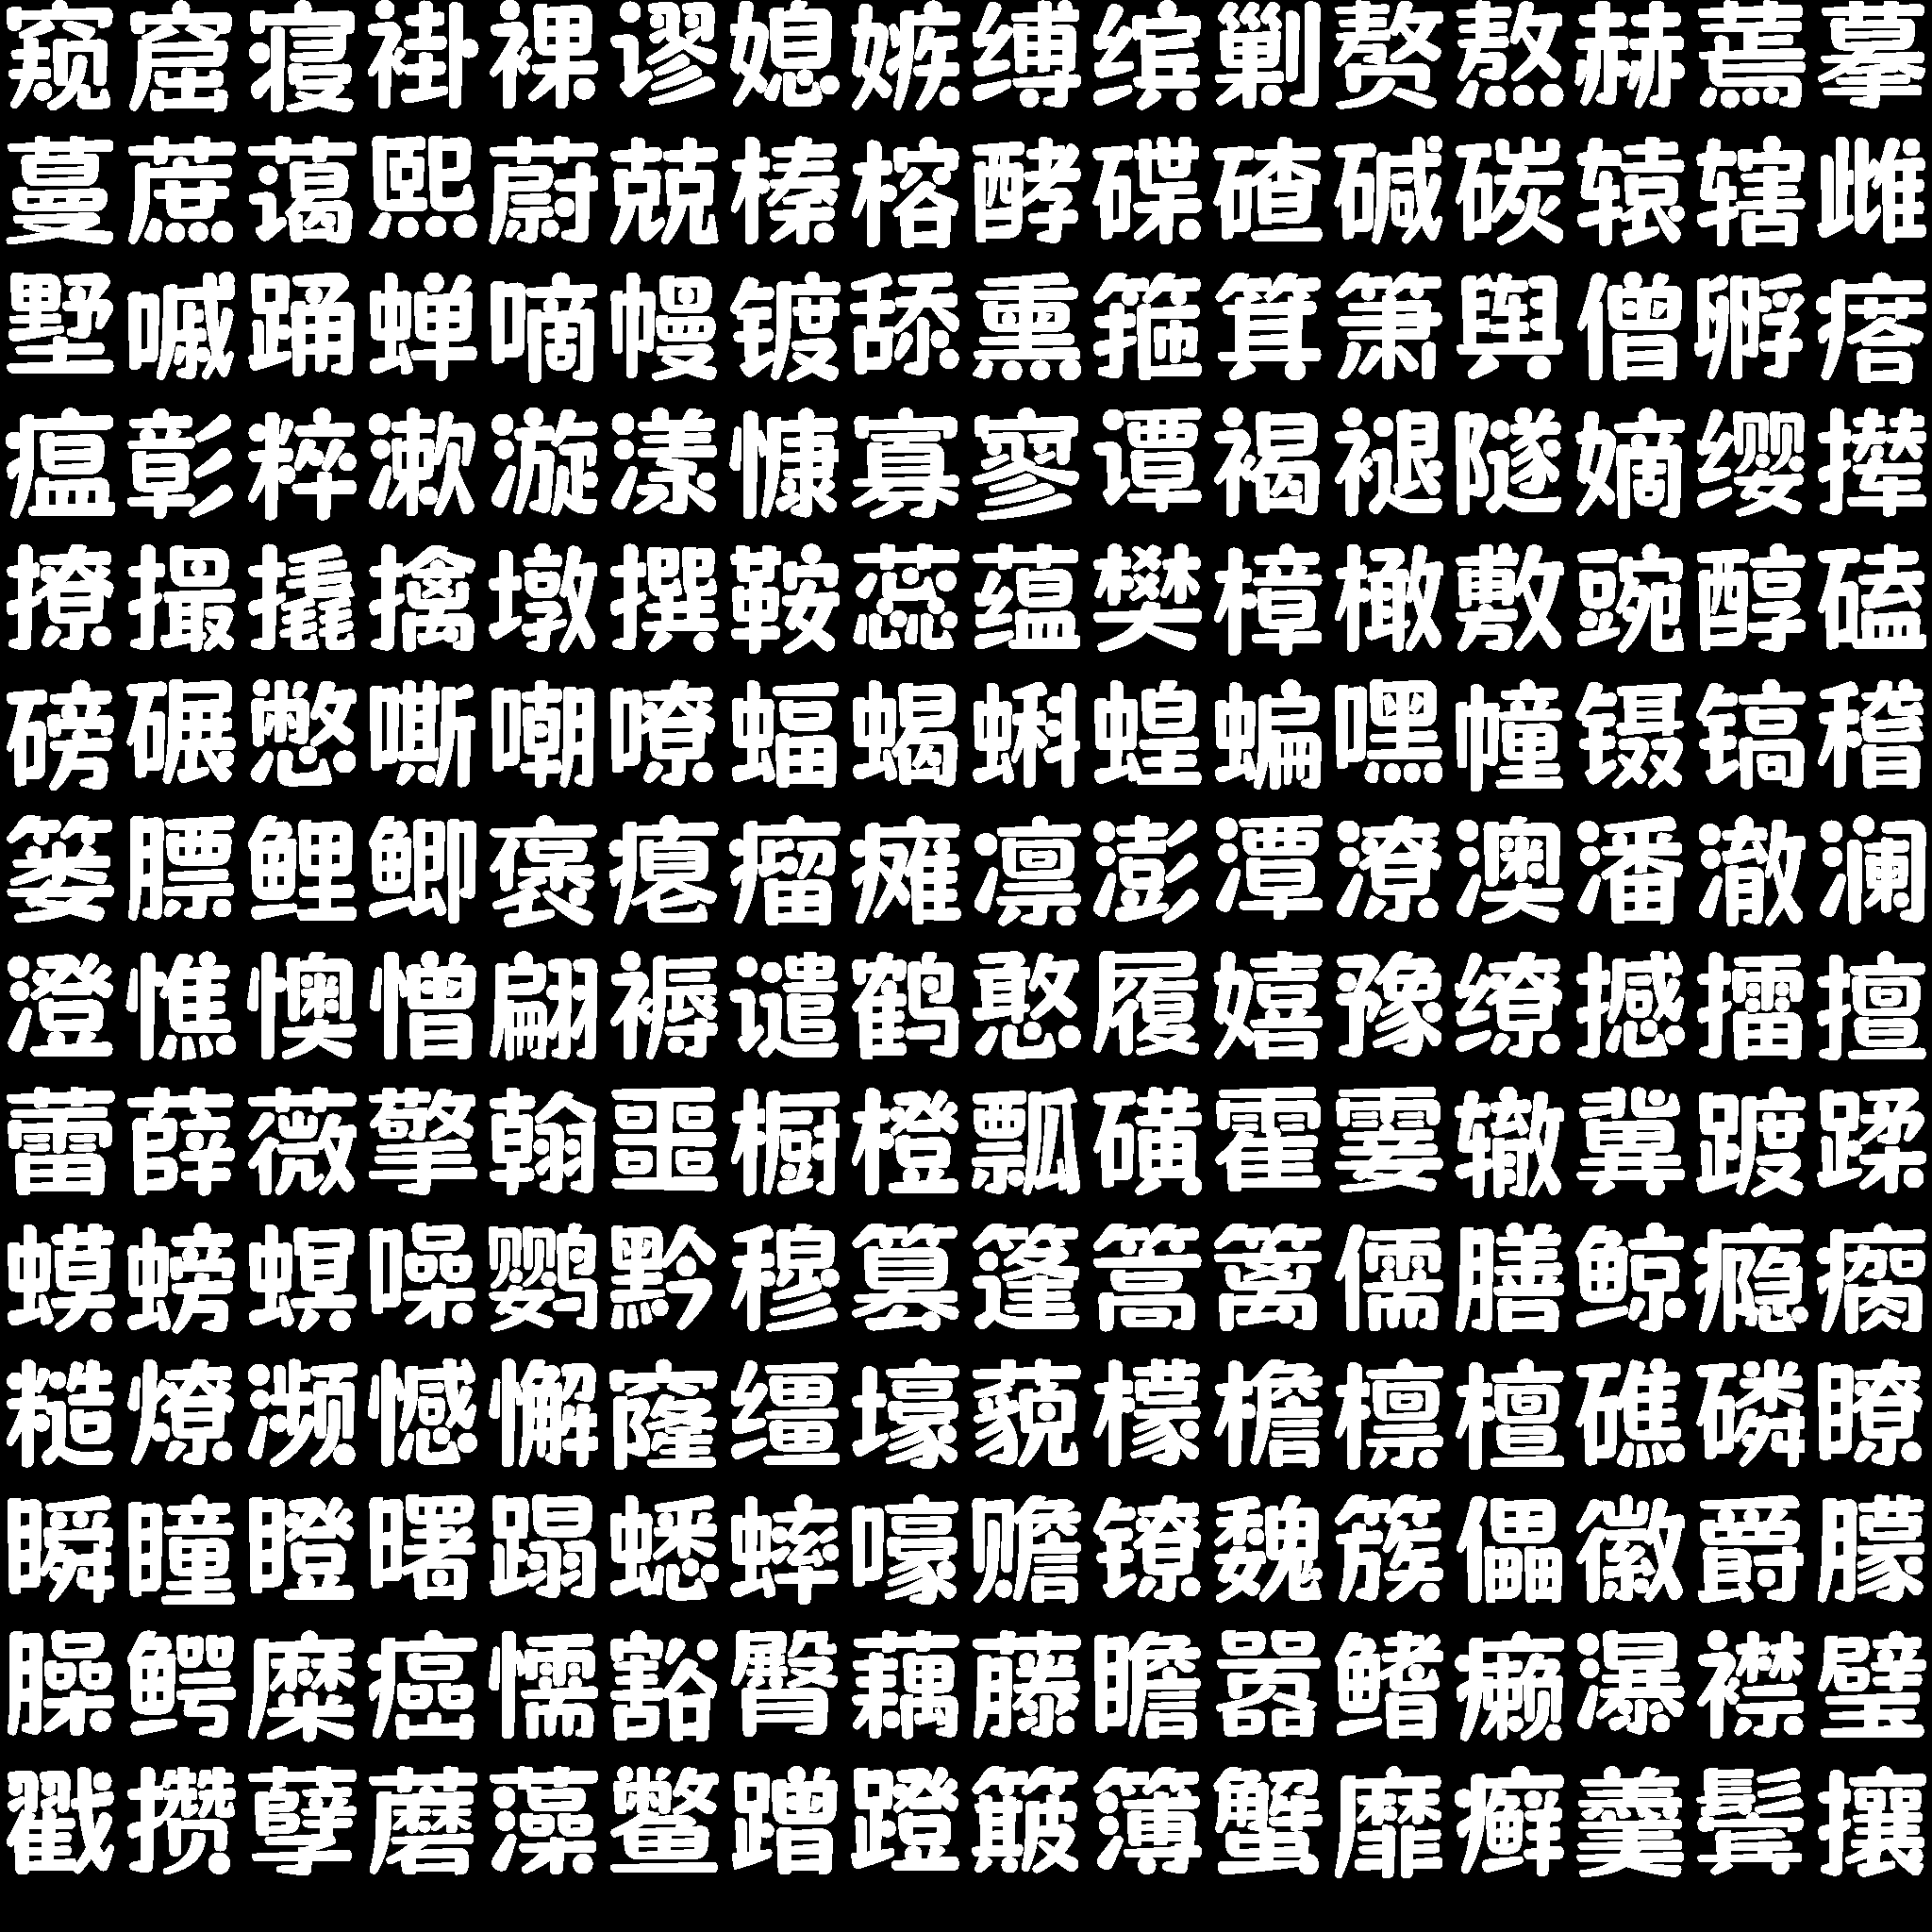 窥窟寝褂裸谬媳嫉缚缤剿赘熬赫蔫摹
蔓蔗蔼熙蔚兢榛榕酵碟碴碱碳辕辖雌
墅嘁踊蝉嘀幔镀舔熏箍箕箫舆僧孵瘩
瘟彰粹漱漩漾慷寡寥谭褐褪隧嫡缨撵
撩撮撬擒墩撰鞍蕊蕴樊樟橄敷豌醇磕
磅碾憋嘶嘲嘹蝠蝎蝌蝗蝙嘿幢镊镐稽
篓膘鲤鲫褒瘪瘤瘫凛澎潭潦澳潘澈澜
澄憔懊憎翩褥谴鹤憨履嬉豫缭撼擂擅
蕾薛薇擎翰噩橱橙瓢磺霍霎辙冀踱蹂
蟆螃螟噪鹦黔穆篡篷篙篱儒膳鲸瘾瘸
糙燎濒憾懈窿缰壕藐檬檐檩檀礁磷瞭
瞬瞳瞪曙蹋蟋蟀嚎赡镣魏簇儡徽爵朦
臊鳄糜癌懦豁臀藕藤瞻嚣鳍癞瀑襟璧
戳攒孽蘑藻鳖蹭蹬簸簿蟹靡癣羹鬓攘